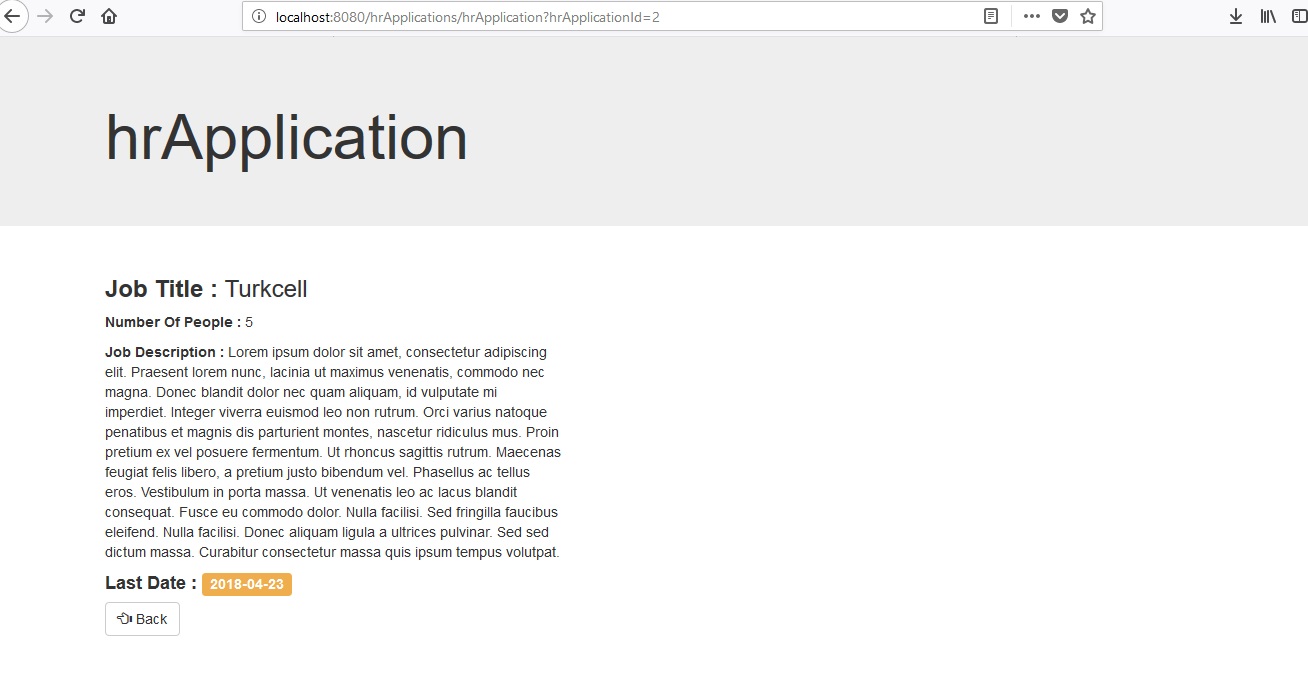 localhost:8080/hrApplications/hrApplication?hrApplicationId=2
hrApplication
Job Title : Turkcell
Number Of People : 5
Job Description : Lorem ipsum dolor sit amet, consectetur adipiscing
elit. Praesent lorem nunc, lacinia ut maximus venenatis, commodo nec
magna. Donec blandit dolor nec quam aliquam, id vulputate mi
imperdiet. Integer viverra euismod leo non rutrum. Orci varius natoque
penatibus et magnis dis parturient montes, nascetur ridiculus mus. Proin
pretium ex vel posuere fermentum. Ut rhoncus sagittis rutrum. Maecenas
feugiat felis libero, a pretium justo bibendum vel. Phasellus ac tellus
eros. Vestibulum in porta massa. Ut venenatis leo ac lacus blandit
consequat. Fusce eu commodo dolor. Nulla facilisi. Sed fringilla faucibus
eleifend. Nulla facilisi. Donec aliquam ligula a ultrices pulvinar. Sed sed
dictum massa. Curabitur consectetur massa quis ipsum tempus volutpat.
Last Date : 2018-04-23
Back